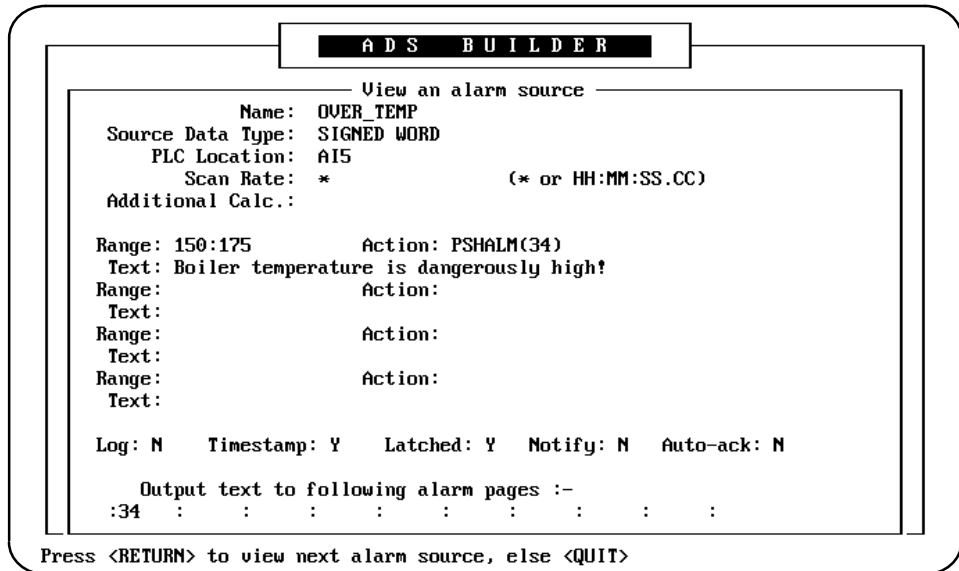 ADS BUILDER
View an alarm source
Name: OVER_TEMP
Source Data Type: SIGNED WORD
PLC Location: AI5
Scan Rate: * (* or HH:MM:SS.CC)
Additional Calc.:
Range: 150:175 Action: PSHALM(34)
Text: Boiler temperature is dangerously high!
Range: Action:
Text:
Range: Action:
Text:
Range: Action:
Text:
Log: N Timestamp: Y Latched: Y Notify: N Auto-ack: N
Output text to following alarm pages :-
:34 : : : : : : : : :
Press <RETURN> to view next alarm source, else <QUIT>